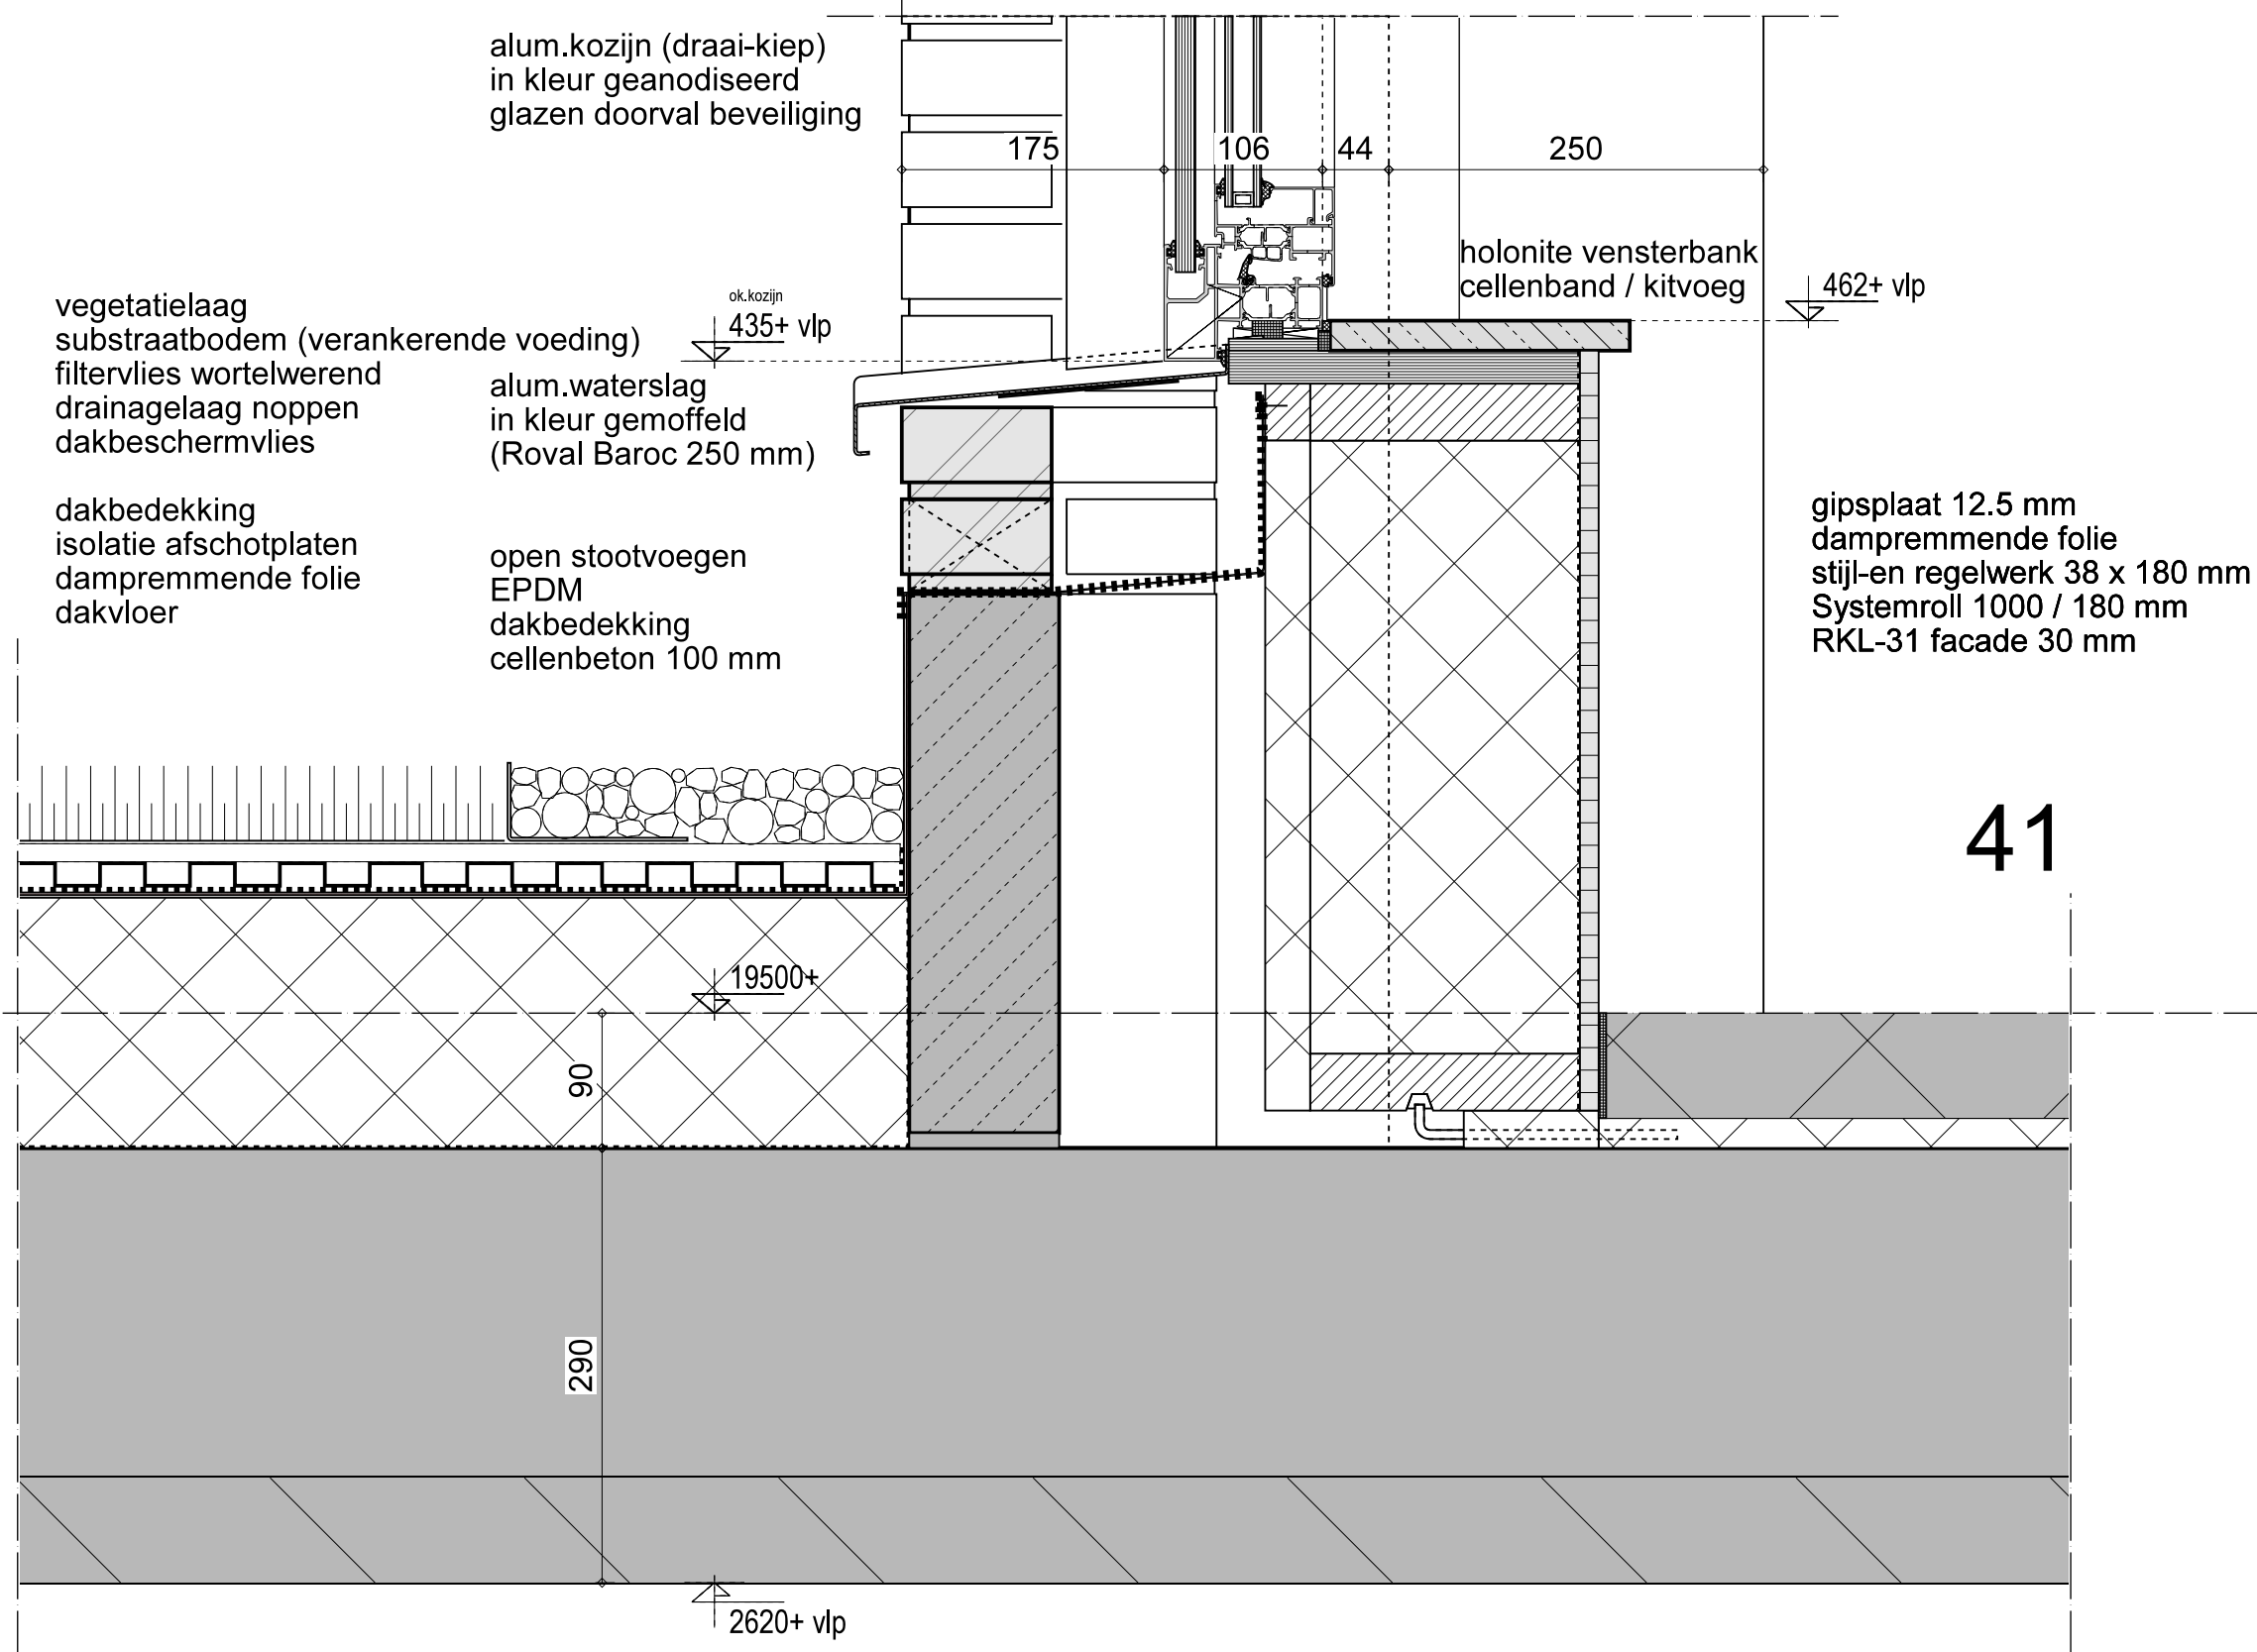 alum.kozijn (draai-kiep)
in kleur geanodiseerd
glazen doorval beveiliging
175
106
44
250
holonite vensterbank
cellenband / kitvoeg
462+ vlp
vegetatielaag
substraatbodem (verankerende voeding)
filtervlies wortelwerend
drainagelaag noppen
dakbeschermvlies
ok.kozijn
435+ vlp
alum.waterslag
in kleur gemoffeld
(Roval Baroc 250 mm)
dakbedekking
isolatie afschotplaten
dampremmende folie
dakvloer
open stootvoegen
EPDM
dakbedekking
cellenbeton 100 mm
gipsplaat 12.5 mm
dampremmende folie
stijl-en regelwerk 38 x 180 mm
Systemroll 1000 / 180 mm
RKL-31 facade 30 mm
41
19500+
90
290
2620+ vlp